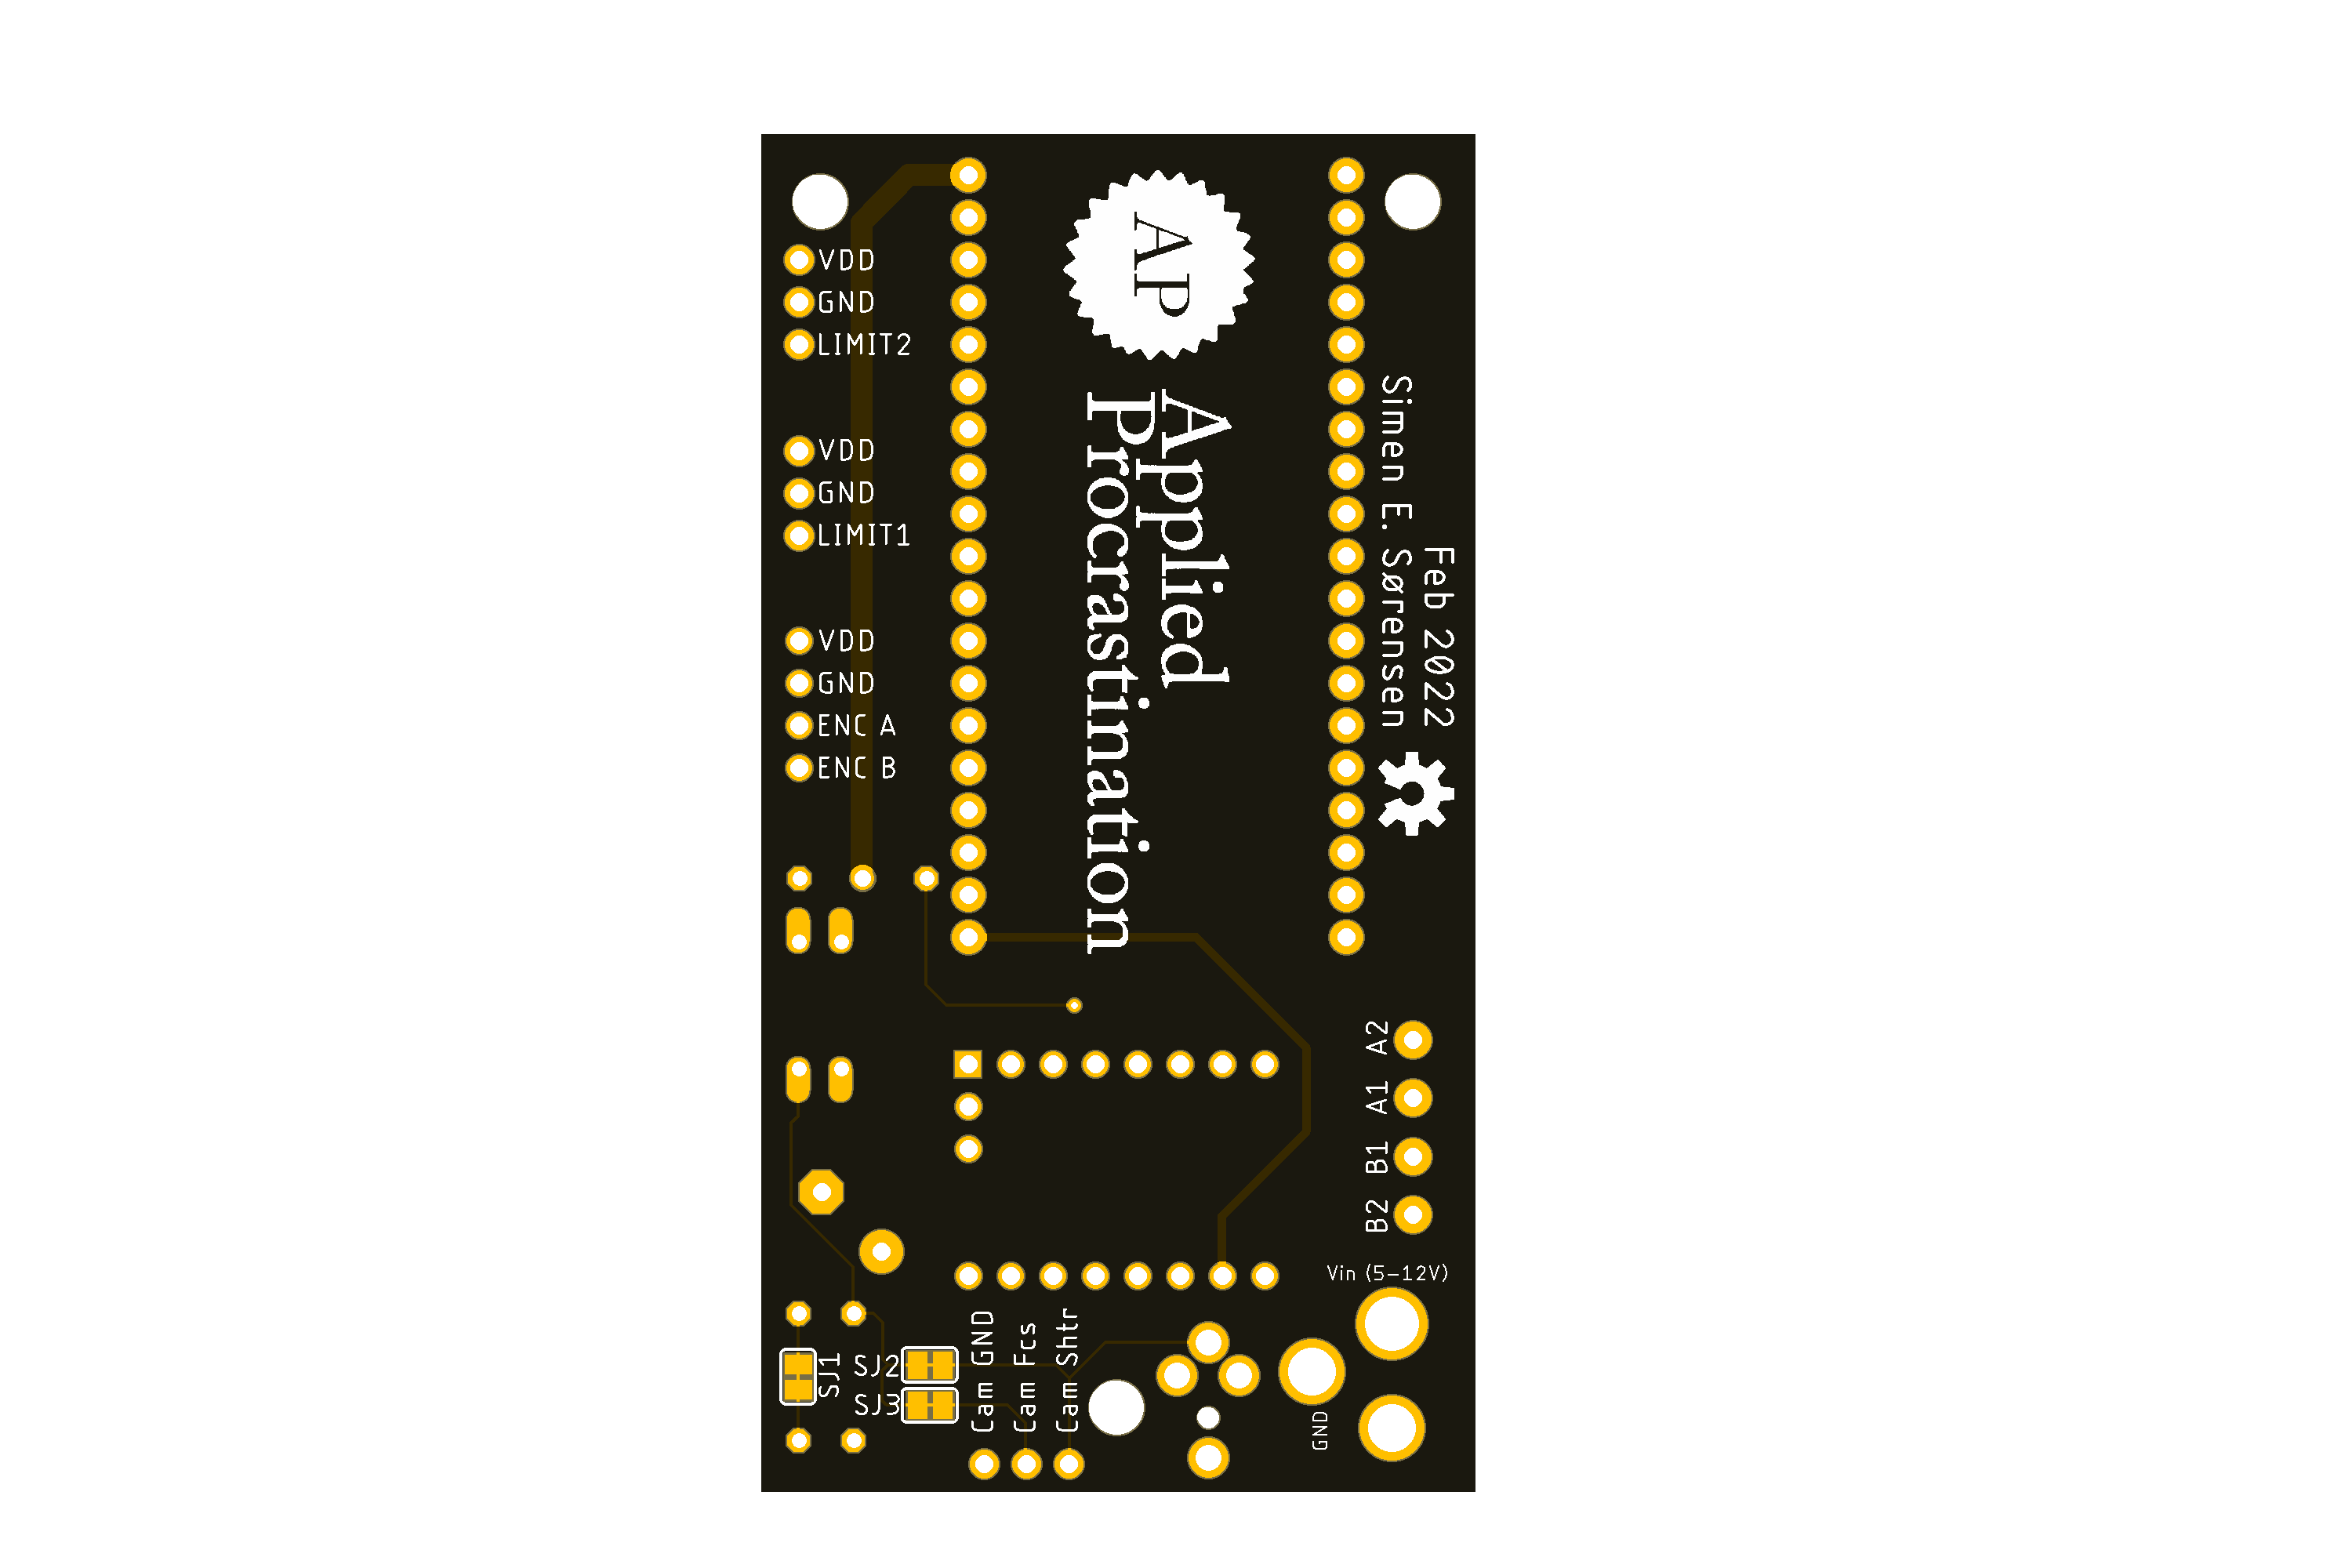 AP
Applied
Procrastination
Simen E. Sørensen
Feb 2022
VDD
GND
LIMIT2
VDD
GND
LIMIT1
VDD
GND
ENC A
ENC B
A2
A1
B1
B2
Vin (5-12V)
GND
SJ1
SJ2
SJ3
Cam GND
Cam Fcs
Cam Shtr